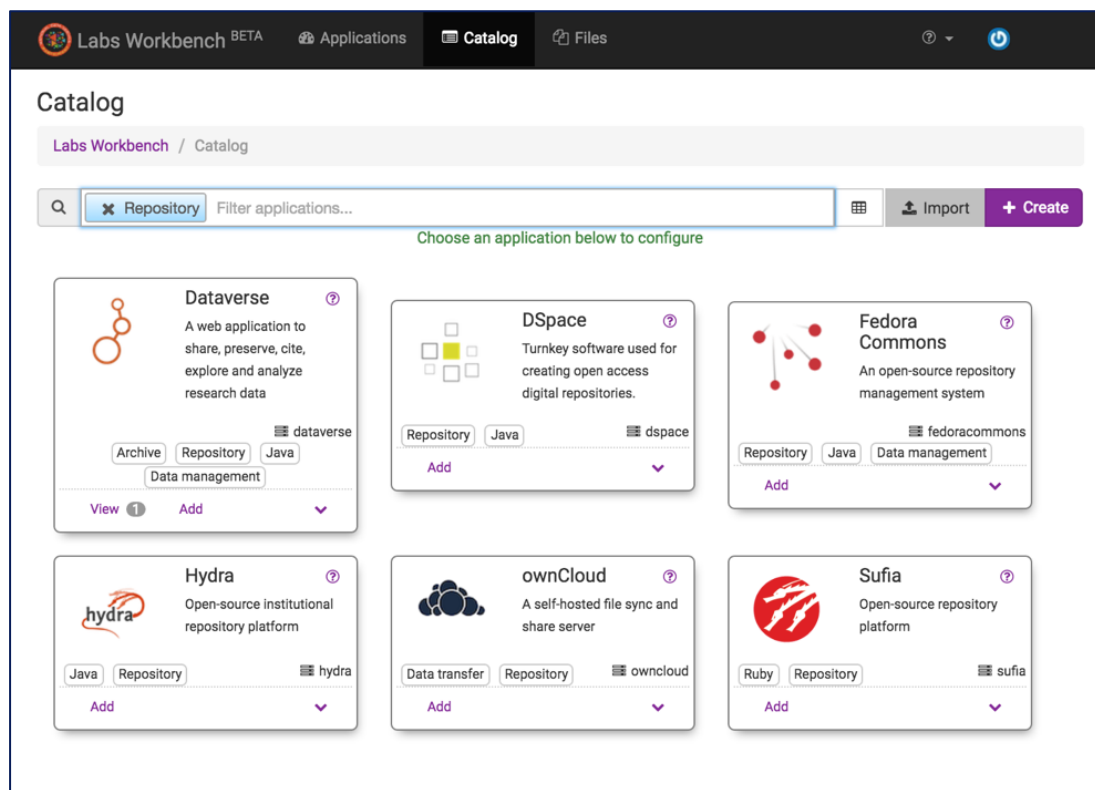 Labs Workbench BETA Applications Catalog Files
Catalog
Labs Workbench / Catalog
Repository Filter applications... Import Create
Choose an application below to configure
Dataverse
A web application to
share, preserve, cite,
explore and analyze
research data
dataverse
Archive Repository Java
Data management
View 1 Add
DSpace
Turnkey software used for
creating open access
digital repositories.
Repository Java dspace
Add
Fedora
Commons
An open-source repository
management system
fedoracommons
Repository Java Data management
Add
Hydra
Open-source institutional
repository platform
hydra
Java Repository hydra
Add
ownCloud
A self-hosted file sync and
share server
Data transfer Repository owncloud
Add
Sufia
Open-source repository
platform
Ruby Repository sufia
Add